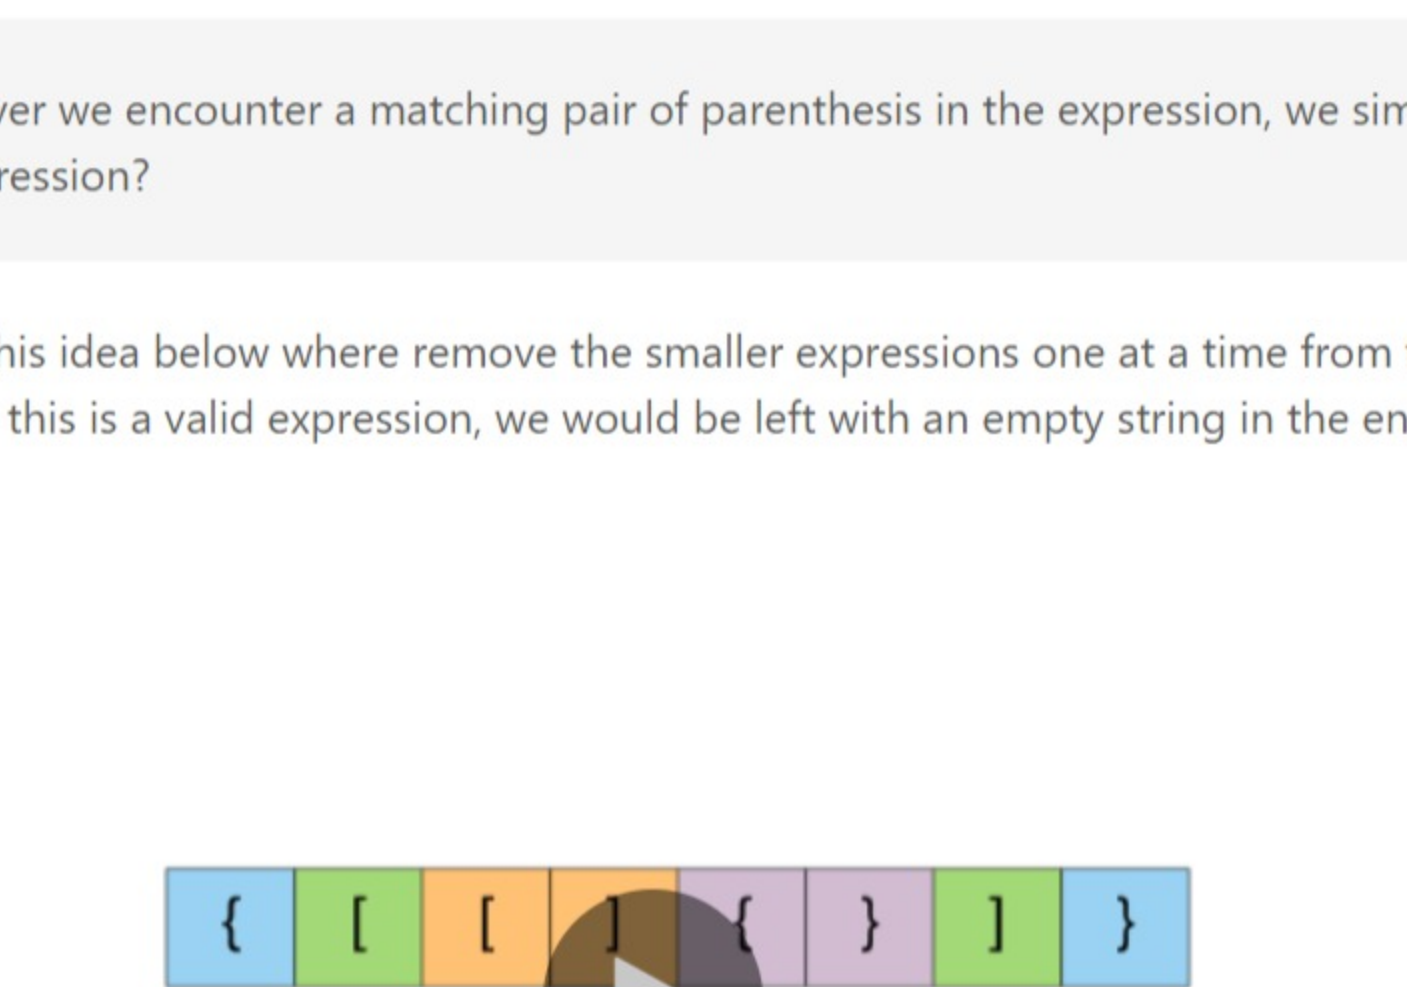 ver we encounter a matching pair of parenthesis in the expression, we sim
ression?
his idea below where remove the smaller expressions one at a time from
this is a valid expression, we would be left with an empty string in the en
{ [ [ ] { } ] }